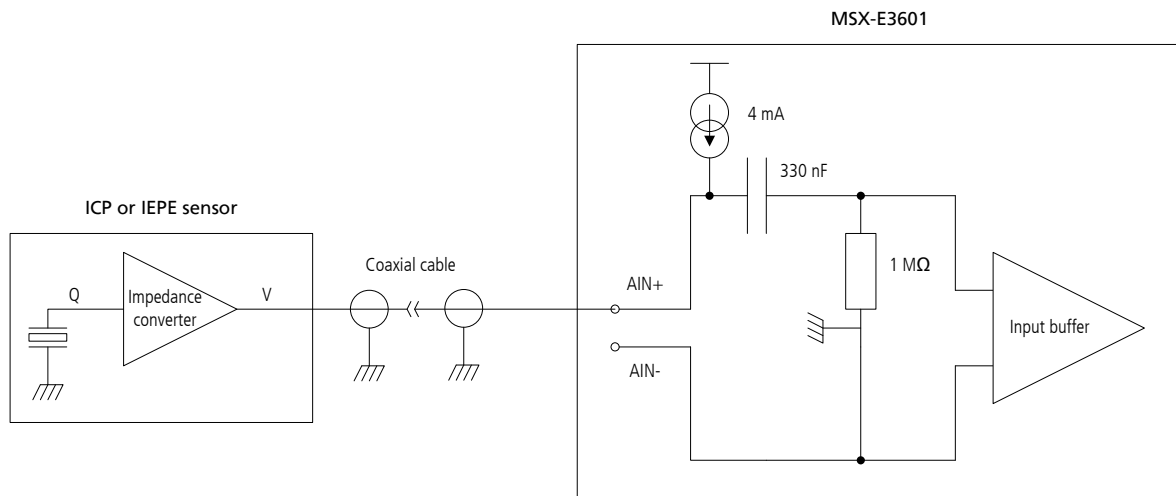 MSX-E3601
4 mA
330 nF
ICP or IEPE sensor
Coaxial cable
Q
Impedance
converter
V
AIN+
1 MΩ
Input buffer
AIN-